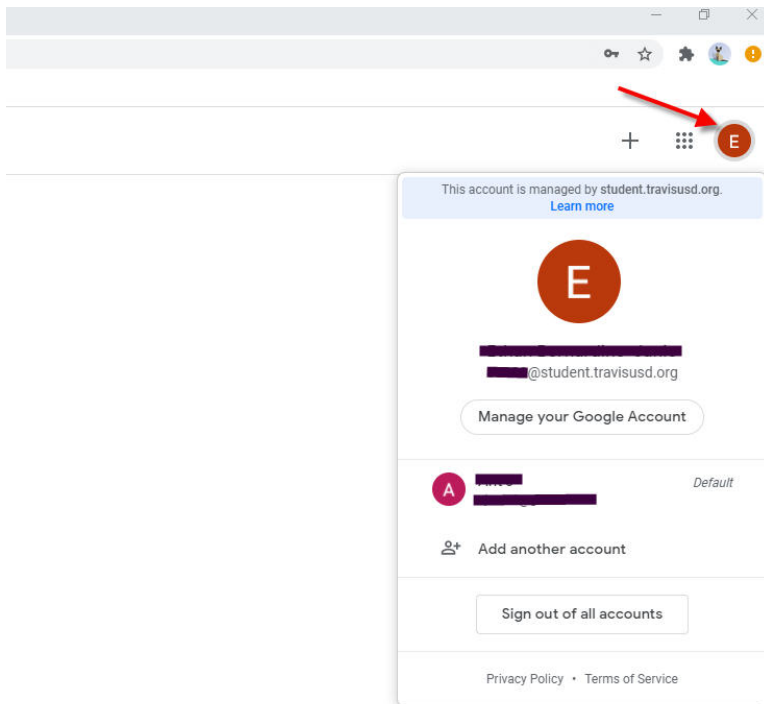 E
This account is managed by student.travisusd.org.
Learn more
E
@student.travisusd.org
Manage your Google Account
A
Default
Add another account
Sign out of all accounts
Privacy Policy • Terms of Service